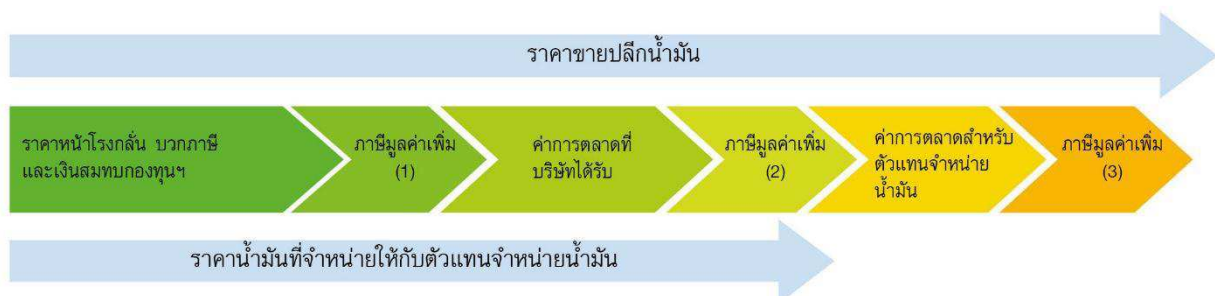 ราคาขายปลีกน้ำมัน
ราคาหน้าโรงกลั่น บวกภาษี
และเงินสมทบกองทุนฯ
ภาษีมูลค่าเพิ่ม
(1)
ค่าการตลาดที่
บริษัทได้รับ
ภาษีมูลค่าเพิ่ม
(2)
ค่าการตลาดสำหรับ
ตัวแทนจำหน่าย
น้ำมัน
ภาษีมูลค่าเพิ่ม
(3)
ราคาน้ำมันที่จำหน่ายให้กับตัวแทนจำหน่ายน้ำมัน